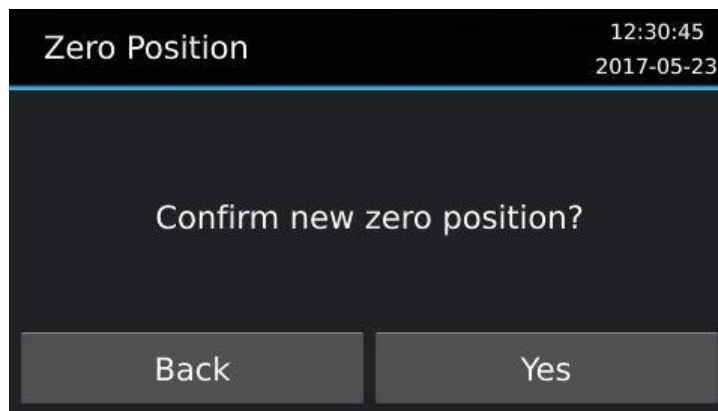 Zero Position
12:30:45
2017-05-23
Confirm new zero position?
Back
Yes